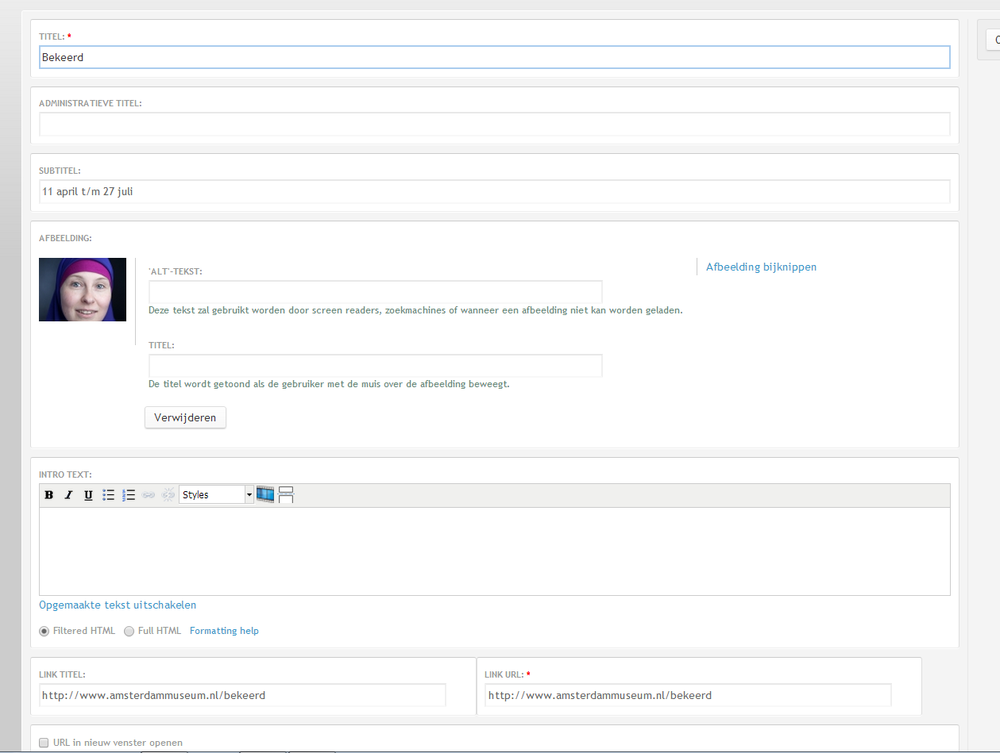 TITEL: *
Bekeerd
ADMINISTRATIEVE TITEL:
SUBTITEL:
11 april t/m 27 juli
AFBEELDING:
'ALT'-TEKST:
Afbeelding bijknippen
Deze tekst zal gebruikt worden door screen readers, zoekmachines of wanneer een afbeelding niet kan worden geladen.
TITEL:
De titel wordt getoond als de gebruiker met de muis over de afbeelding beweegt.
Verwijderen
INTRO TEXT:
B I U Styles
Opgemaakte tekst uitschakelen
Filtered HTML Full HTML Formatting help
LINK TITEL: LINK URL: *
http://www.amsterdammuseum.nl/bekeerd http://www.amsterdammuseum.nl/bekeerd
URL in nieuw venster openen